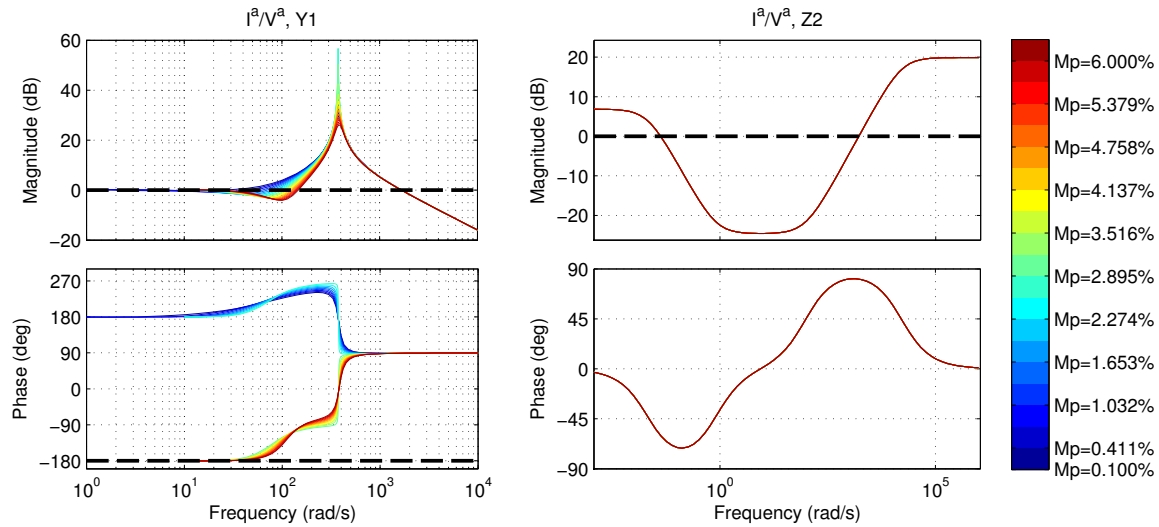 I^a/V^a, Y1
60
40
20
0
−20
Magnitude (dB)
270
180
90
0
−90
−180
Phase (deg)
10^0 10^1 10^2 10^3 10^4
Frequency (rad/s)
I^a/V^a, Z2
20
10
0
−10
−20
Magnitude (dB)
90
45
0
−45
−90
Phase (deg)
10^0 10^5
Frequency (rad/s)
Mp=6.000%
Mp=5.379%
Mp=4.758%
Mp=4.137%
Mp=3.516%
Mp=2.895%
Mp=2.274%
Mp=1.653%
Mp=1.032%
Mp=0.411%
Mp=0.100%